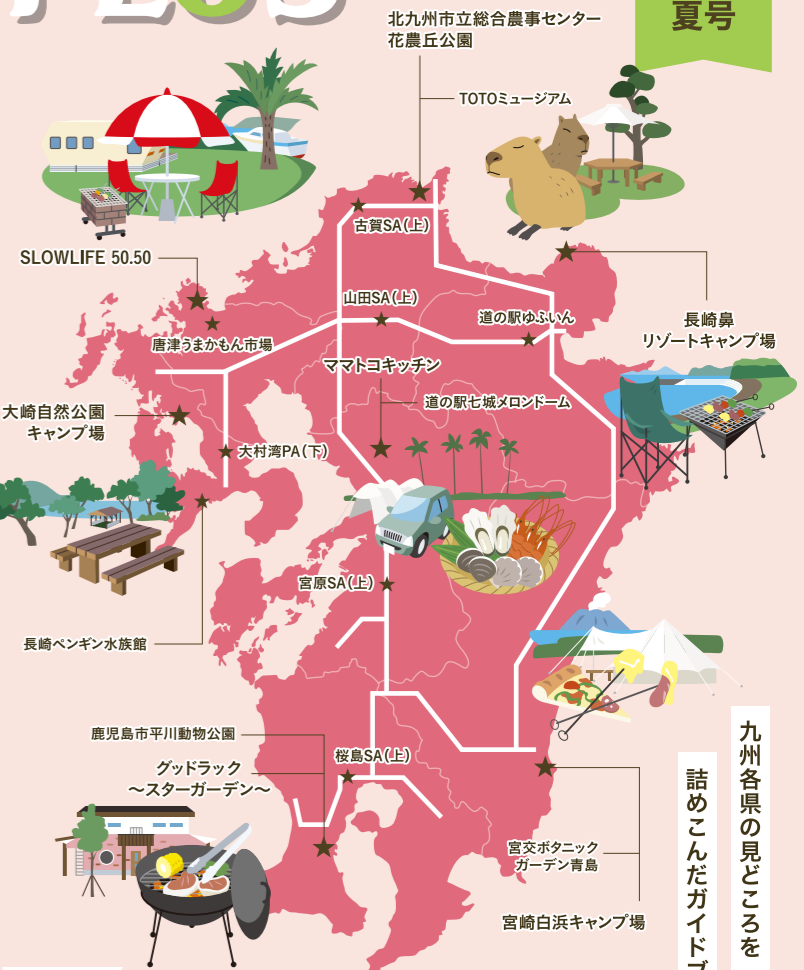 夏号
北九州市立総合農事センター
花農丘公園
TOTOミュージアム
古賀SA(上)
SLOWLIFE 50.50
山田SA(上)
道の駅ゆふいん
長崎鼻
リゾートキャンプ場
唐津うまかもん市場
ママトコキッチン
道の駅七城メロンドーム
大崎自然公園
キャンプ場
大村湾PA(下)
宮原SA(上)
長崎ペンギン水族館
鹿児島市平川動物公園
桜島SA(上)
グッドラック
〜スターガーデン〜
宮交ボタニック
ガーデン青島
宮崎白浜キャンプ場
九州各県の見どころを
詰めこんだガイドブ